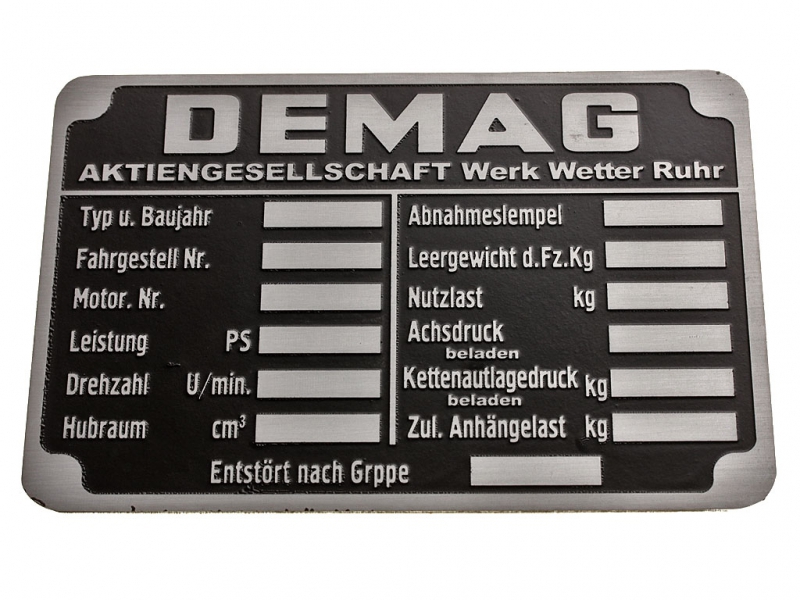 DEMAG
AKTIENGESELLSCHAFT Werk Wetter Ruhr
Typ u. Baujahr
Fahrgestell Nr.
Motor. Nr.
Leistung PS
Drehzahl U/min.
Hubraum cm³
Abnahmeslempel
Leergewicht d.Fz.Kg
Nutzlast kg
Achsdruck
beladen
Kettenautlagedruck kg
beladen
Zul. Anhängelast kg
Entstört nach Grppe